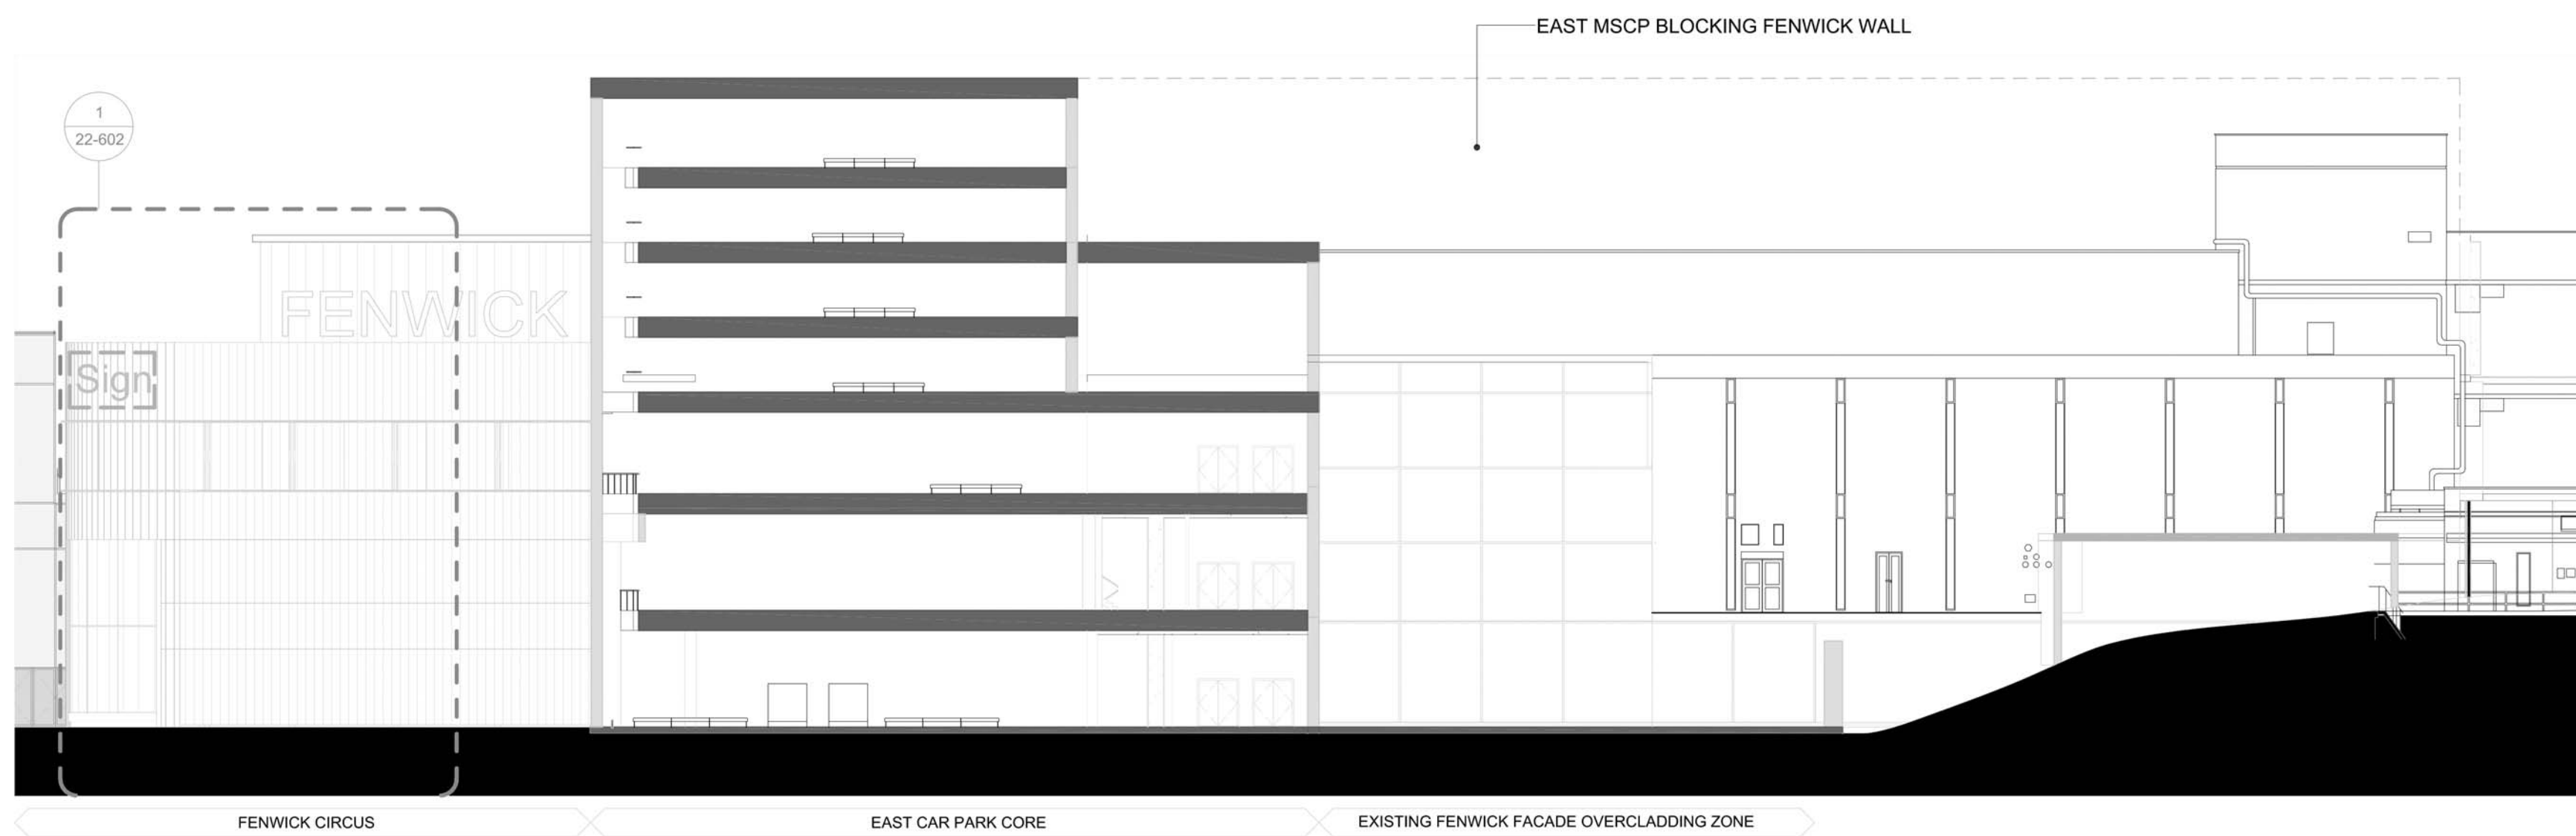 EAST MSCP BLOCKING FENWICK WALL
1
22-602
FENWICK
Sign
FENWICK CIRCUS
EAST CAR PARK CORE
EXISTING FENWICK FACADE OVERCLADDING ZONE